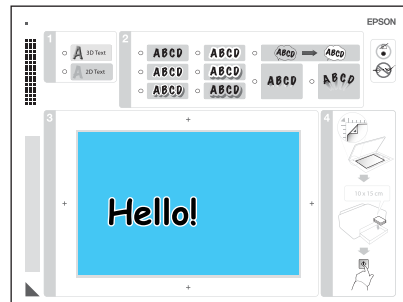 EPSON
1
3D Text
2D Text
2
ABCD ABCD ABCD ABCD
ABCD ABCD ABCD ABCD
ABCD ABCD
3
Hello!
4
10 x 15 cm